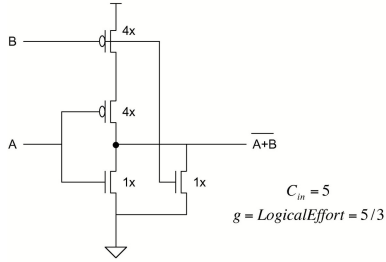 4x
B
4x
A
A+B
1x
1x
C_in = 5
g = LogicalEffort = 5/3